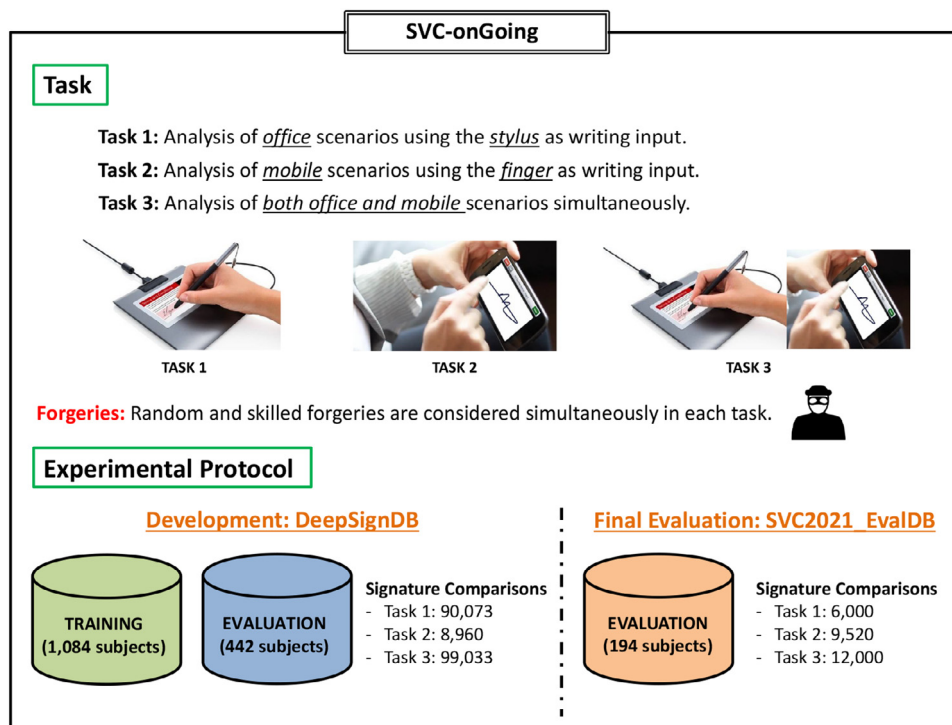 SVC-onGoing
Task
Task 1: Analysis of office scenarios using the stylus as writing input.
Task 2: Analysis of mobile scenarios using the finger as writing input.
Task 3: Analysis of both office and mobile scenarios simultaneously.
TASK 1
TASK 2
TASK 3
Forgeries: Random and skilled forgeries are considered simultaneously in each task.
Experimental Protocol
Development: DeepSignDB
TRAINING
(1,084 subjects)
EVALUATION
(442 subjects)
Signature Comparisons
- Task 1: 90,073
- Task 2: 8,960
- Task 3: 99,033
Final Evaluation: SVC2021_EvalDB
EVALUATION
(194 subjects)
Signature Comparisons
- Task 1: 6,000
- Task 2: 9,520
- Task 3: 12,000